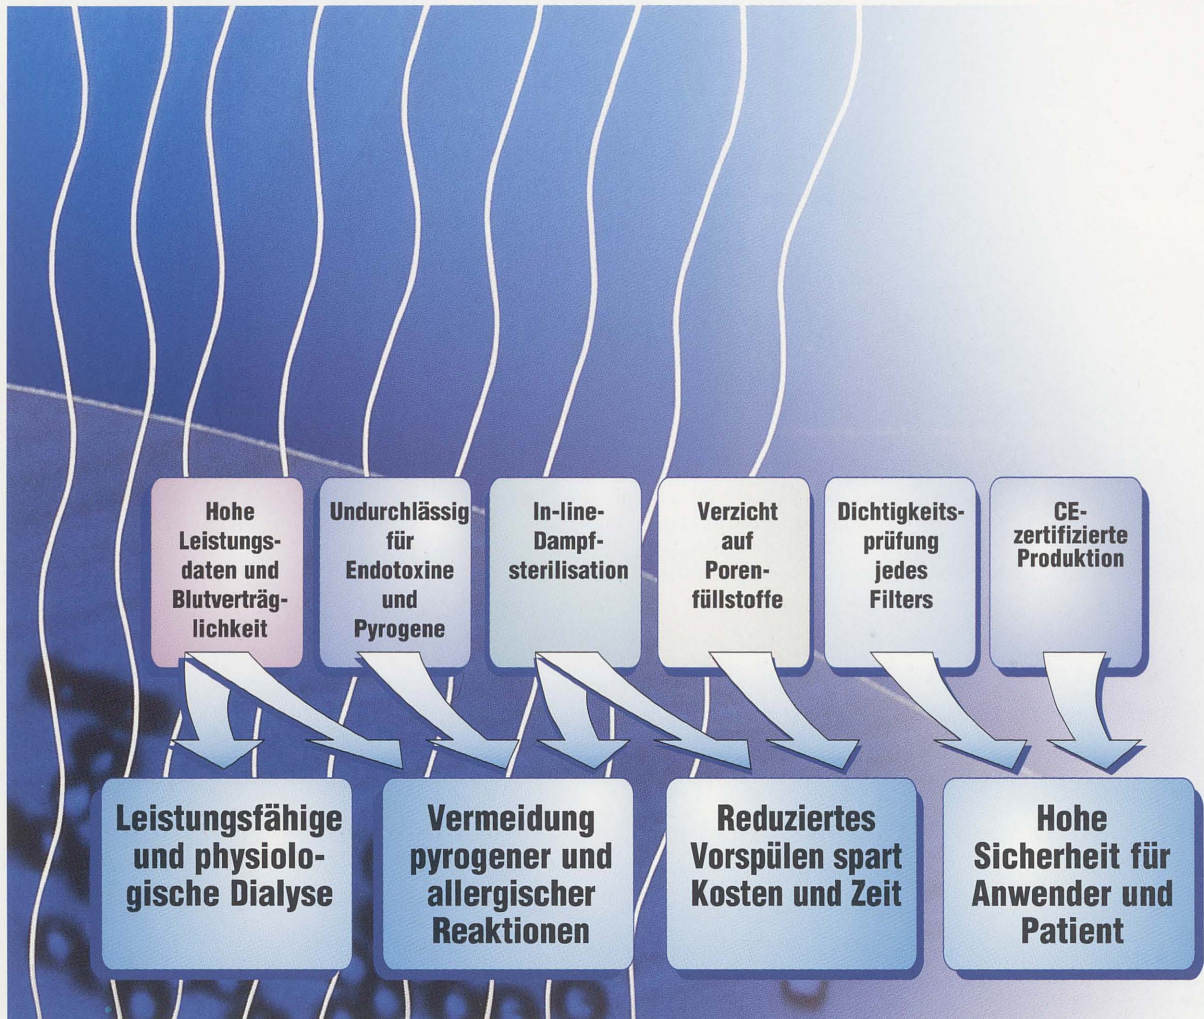 Hohe
Leistungs-
daten und
Blutverträg-
lichkeit
Undurchlässig
für
Endotoxine
und
Pyrogene
In-line-
Dampf-
sterilisation
Verzicht
auf
Poren-
füllstoffe
Dichtigkeits-
prüfung
jedes
Filters
CE-
zertifizierte
Produktion
Leistungsfähige
und physiolo-
gische Dialyse
Vermeidung
pyrogener und
allergischer
Reaktionen
Reduziertes
Vorspülen spart
Kosten und Zeit
Hohe
Sicherheit für
Anwender und
Patient